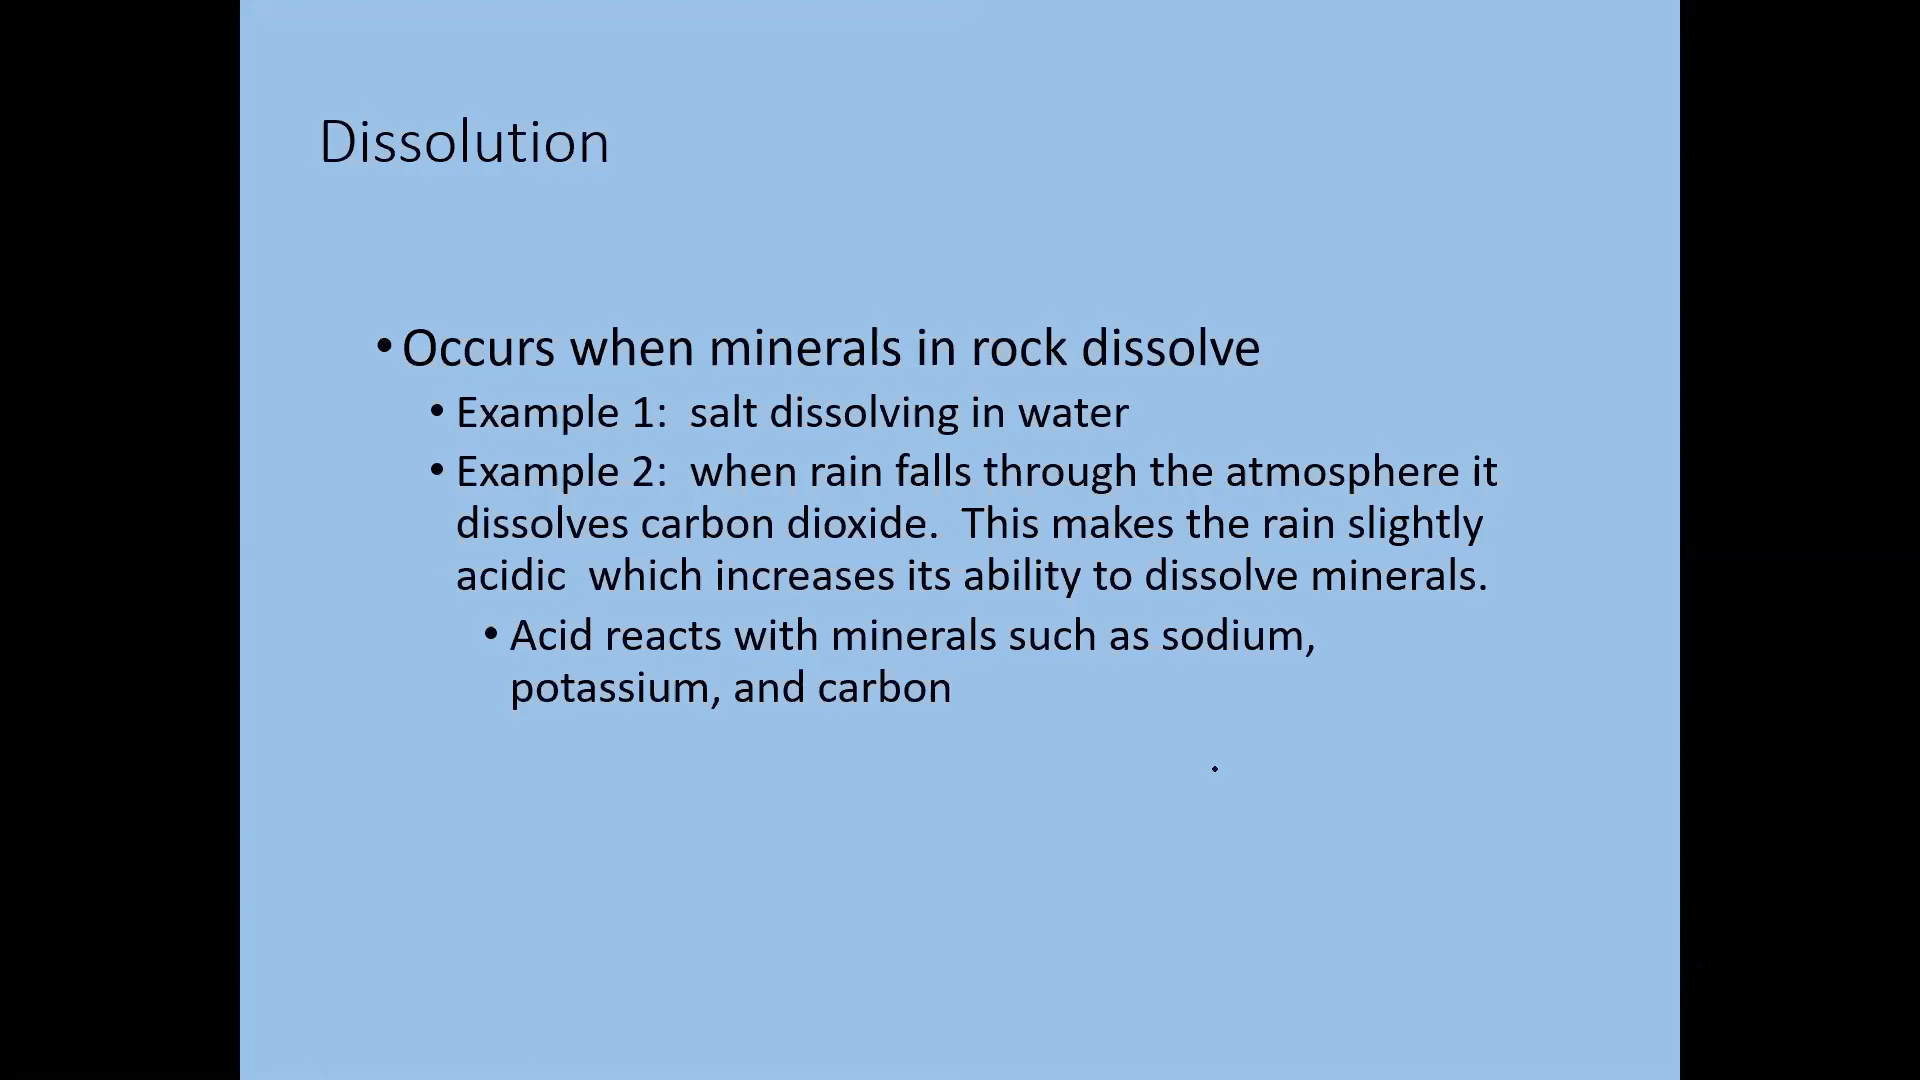 Dissolution
• Occurs when minerals in rock dissolve
• Example 1:  salt dissolving in water
• Example 2:  when rain falls through the atmosphere it
dissolves carbon dioxide.  This makes the rain slightly
acidic  which increases its ability to dissolve minerals.
• Acid reacts with minerals such as sodium,
potassium, and carbon